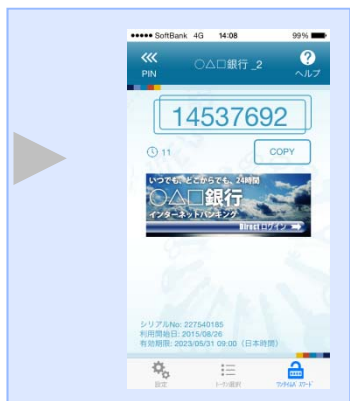 ●●●●● SoftBank 4G 14:08 99%
PIN
○△□銀行 _2
?
ヘルプ
14537692
11
COPY
いつでも、どこからでも、24時間
○△□銀行
インターネットバンキング
Direct ログイン
シリアルNo: 227540185
利用開始日: 2015/08/26
有効期限: 2023/05/31 09:00（日本時間）
設定
トークン選択
ワンタイムパスワード